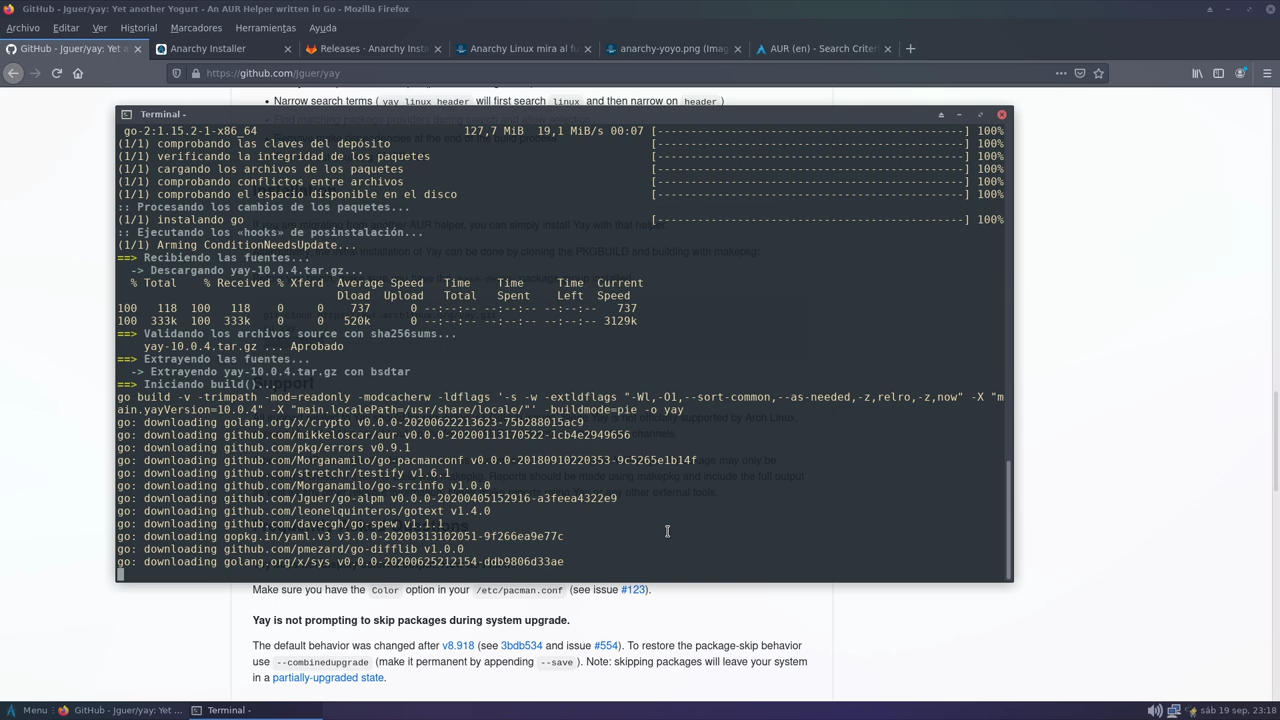 GitHub - Jguer/yay: Yet another Yogurt - An AUR Helper written in Go - Mozilla Firefox
Archivo Editar Ver Historial Marcadores Herramientas Ayuda
GitHub - Jguer/yay: Yet a
Anarchy Installer
Releases · Anarchy Insta
Anarchy Linux mira al fu
anarchy-yoyo.png (Imag
AUR (en) - Search Criter
https://github.com/Jguer/yay
• Narrow search terms ( yay linux header will first search linux and then narrow on header )
Terminal -
go-2:1.15.2-1-x86_64 127,7 MiB 19,1 MiB/s 00:07 [----------------------------------------------] 100%
(1/1) comprobando las claves del depósito [----------------------------------------------] 100%
(1/1) verificando la integridad de los paquetes [----------------------------------------------] 100%
(1/1) cargando los archivos de los paquetes [----------------------------------------------] 100%
(1/1) comprobando conflictos entre archivos [----------------------------------------------] 100%
(1/1) comprobando el espacio disponible en el disco [----------------------------------------------] 100%
:: Procesando los cambios de los paquetes...
(1/1) instalando go [----------------------------------------------] 100%
:: Ejecutando los «hooks» de posinstalación...
(1/1) Arming ConditionNeedsUpdate...
==> Recibiendo las fuentes...
-> Descargando yay-10.0.4.tar.gz...
% Total % Received % Xferd Average Speed Time Time Time Current
Dload Upload Total Spent Left Speed
100 118 100 118 0 0 737 0 --:--:-- --:--:-- --:--:-- 737
100 333k 100 333k 0 0 520k 0 --:--:-- --:--:-- --:--:-- 3129k
==> Validando los archivos source con sha256sums...
yay-10.0.4.tar.gz ... Aprobado
==> Extrayendo las fuentes...
-> Extrayendo yay-10.0.4.tar.gz con bsdtar
==> Iniciando build()...
go build -v -trimpath -mod=readonly -modcacherw -ldflags '-s -w -extldflags "-Wl,-O1,--sort-common,--as-needed,-z,relro,-z,now" -X "m
ain.yayVersion=10.0.4" -X "main.localePath=/usr/share/locale/"' -buildmode=pie -o yay
go: downloading golang.org/x/crypto v0.0.0-20200622213623-75b288015ac9
go: downloading github.com/mikkeloscar/aur v0.0.0-20200113170522-1cb4e2949656
go: downloading github.com/pkg/errors v0.9.1
go: downloading github.com/Morganamilo/go-pacmanconf v0.0.0-20180910220353-9c5265e1b14f
go: downloading github.com/stretchr/testify v1.6.1
go: downloading github.com/Morganamilo/go-srcinfo v1.0.0
go: downloading github.com/Jguer/go-alpm v0.0.0-20200405152916-a3feea4322e9
go: downloading github.com/leonelquinteros/gotext v1.4.0
go: downloading github.com/davecgh/go-spew v1.1.1
go: downloading gopkg.in/yaml.v3 v3.0.0-20200313102051-9f266ea9e77c
go: downloading github.com/pmezard/go-difflib v1.0.0
go: downloading golang.org/x/sys v0.0.0-20200625212154-ddb9806d33ae
Make sure you have the Color option in your /etc/pacman.conf (see issue #123).
Yay is not prompting to skip packages during system upgrade.
The default behavior was changed after v8.918 (see 3bdb534 and issue #554). To restore the package-skip behavior
use --combinedupgrade (make it permanent by appending --save ). Note: skipping packages will leave your system
in a partially-upgraded state.
Menu GitHub - Jguer/yay: Yet ... Terminal - sáb 19 sep, 23:18